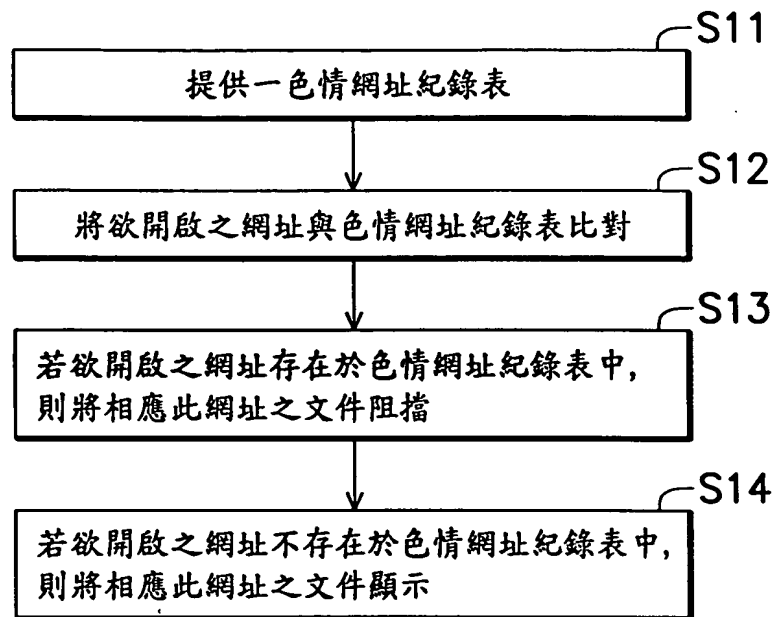 S11
提供一色情網址紀錄表
S12
將欲開啟之網址與色情網址紀錄表比對
S13
若欲開啟之網址存在於色情網址紀錄表中,
則將相應此網址之文件阻擋
S14
若欲開啟之網址不存在於色情網址紀錄表中,
則將相應此網址之文件顯示